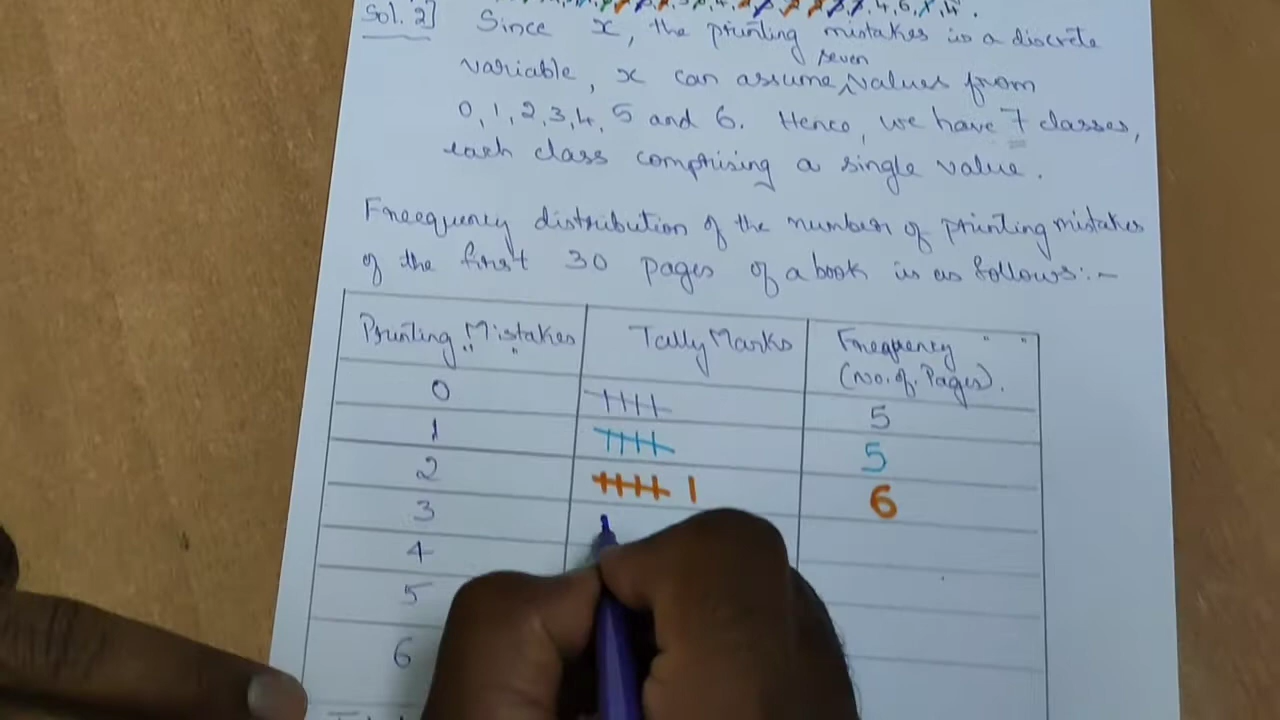 Sol. 2]
Since x, the printing mistakes is a discrete
seven
variable, x can assume values from
0, 1, 2, 3, 4, 5 and 6. Hence, we have 7 classes,
each class comprising a single value.
Freequency distribution of the number of printing mistakes
of the first 30 pages of a book is as follows:-
Printing Mistakes Tally Marks Frequency (No. of. Pages).
0 5
1 5
2 6
3
4
5
6